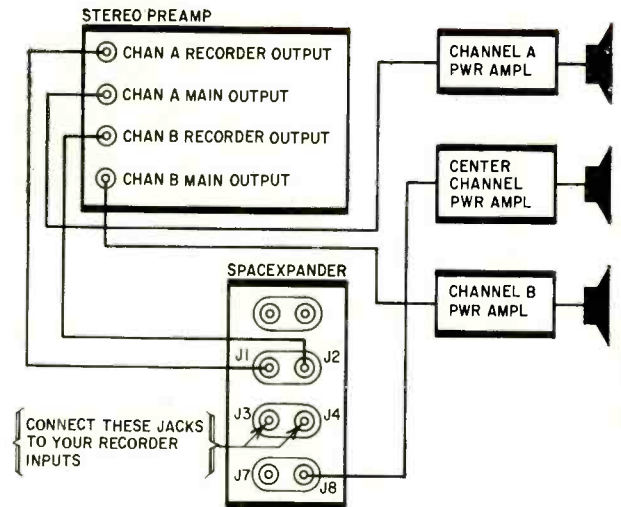 STEREO PREAMP
CHAN A RECORDER OUTPUT
CHAN A MAIN OUTPUT
CHAN B RECORDER OUTPUT
CHAN B MAIN OUTPUT
CHANNEL A
PWR AMPL
CENTER
CHANNEL
PWR AMPL
CHANNEL B
PWR AMPL
SPACEXPANDER
J1
J2
J3
J4
J7
J8
CONNECT THESE JACKS
TO YOUR RECORDER
INPUTS